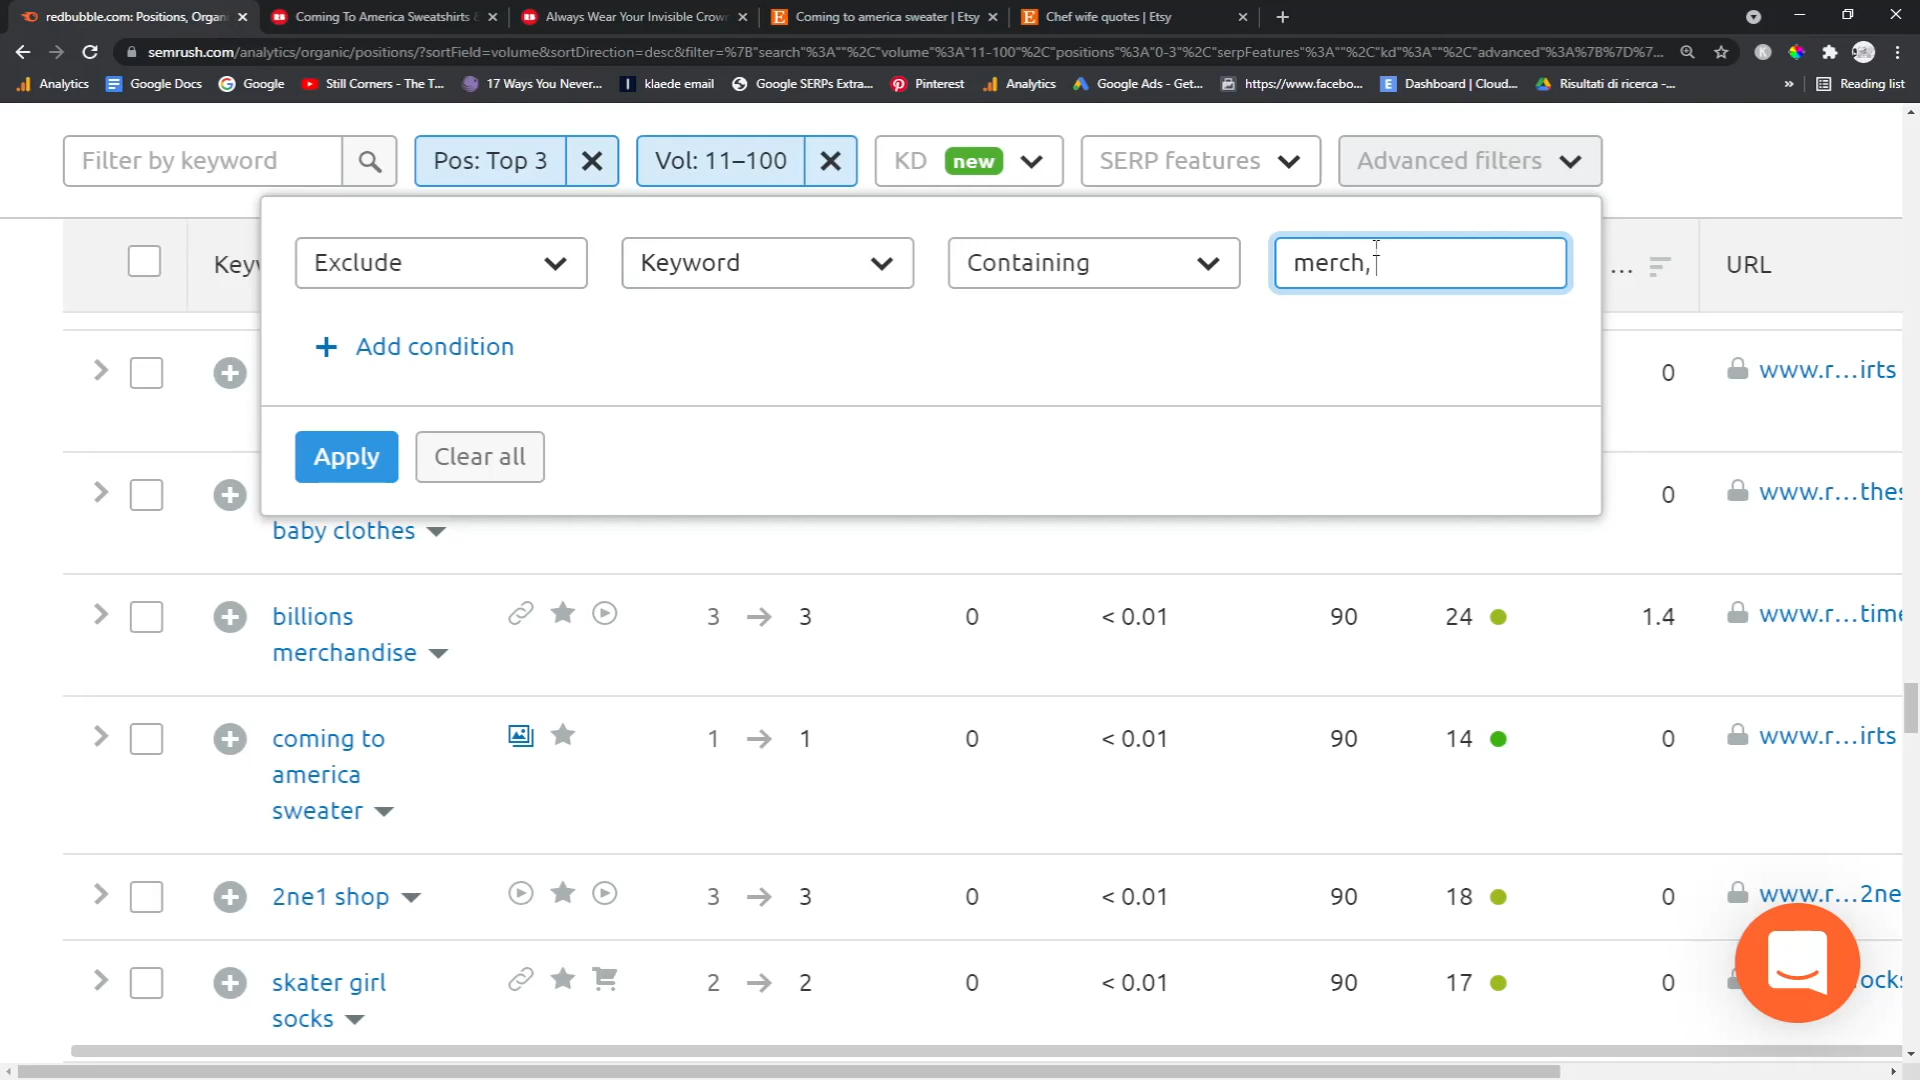 redbubble.com: Positions, Organi
Coming To America Sweatshirts &
Always Wear Your Invisible Crown
Coming to america sweater | Etsy
Chef wife quotes | Etsy
semrush.com/analytics/organic/positions/?sortField=volume&sortDirection=desc&filter=%7B"search"%3A""%2C"volume"%3A"11-100"%2C"positions"%3A"0-3"%2C"serpFeatures"%3A""%2C"kd"%3A""%2C"advanced"%3A%7B%7D%7...
Analytics
Google Docs
Google
Still Corners - The T...
17 Ways You Never...
klaede email
Google SERPs Extra...
Pinterest
Analytics
Google Ads - Get...
https://www.facebo...
Dashboard | Cloud...
Risultati di ricerca -...
»
Reading list
Filter by keyword
Pos: Top 3
Vol: 11–100
KD new
SERP features
Advanced filters
Exclude
Keyword
Containing
merch,
+ Add condition
Apply
Clear all
Keyw
...
URL
0
www.r...irts
baby clothes
0
www.r...thes
billions
merchandise
3 → 3
0
< 0.01
90
24
1.4
www.r...time
coming to
america
sweater
1 → 1
0
< 0.01
90
14
0
www.r...irts
2ne1 shop
3 → 3
0
< 0.01
90
18
0
www.r...2ne
skater girl
socks
2 → 2
0
< 0.01
90
17
0
ocks